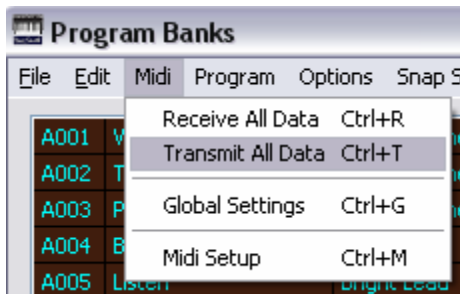 Program Banks
File Edit Midi Program Options Snap S
Receive All Data Ctrl+R
Transmit All Data Ctrl+T
Global Settings Ctrl+G
Midi Setup Ctrl+M
A001
A002
A003
A004
A005 Listen Bright Lead